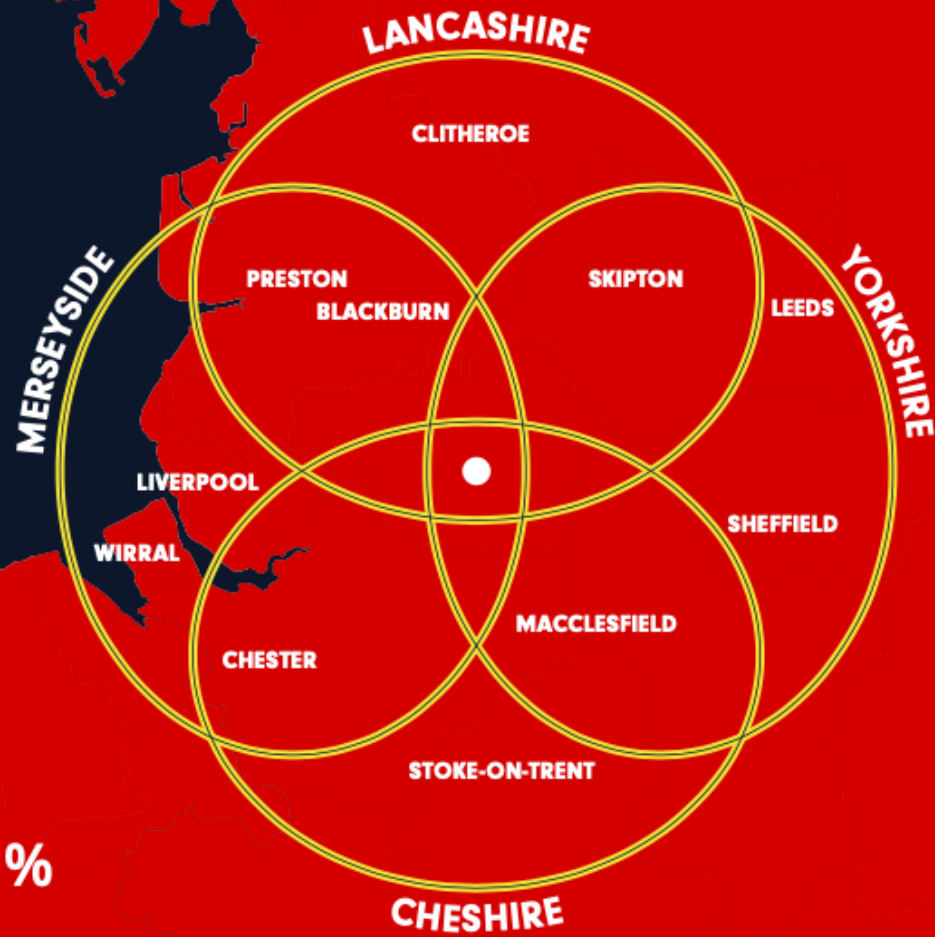 LANCASHIRE
CLITHEROE
MERSEYSIDE
YORKSHIRE
PRESTON
SKIPTON
BLACKBURN
LEEDS
LIVERPOOL
SHEFFIELD
WIRRAL
MACCLESFIELD
CHESTER
STOKE-ON-TRENT
%
CHESHIRE